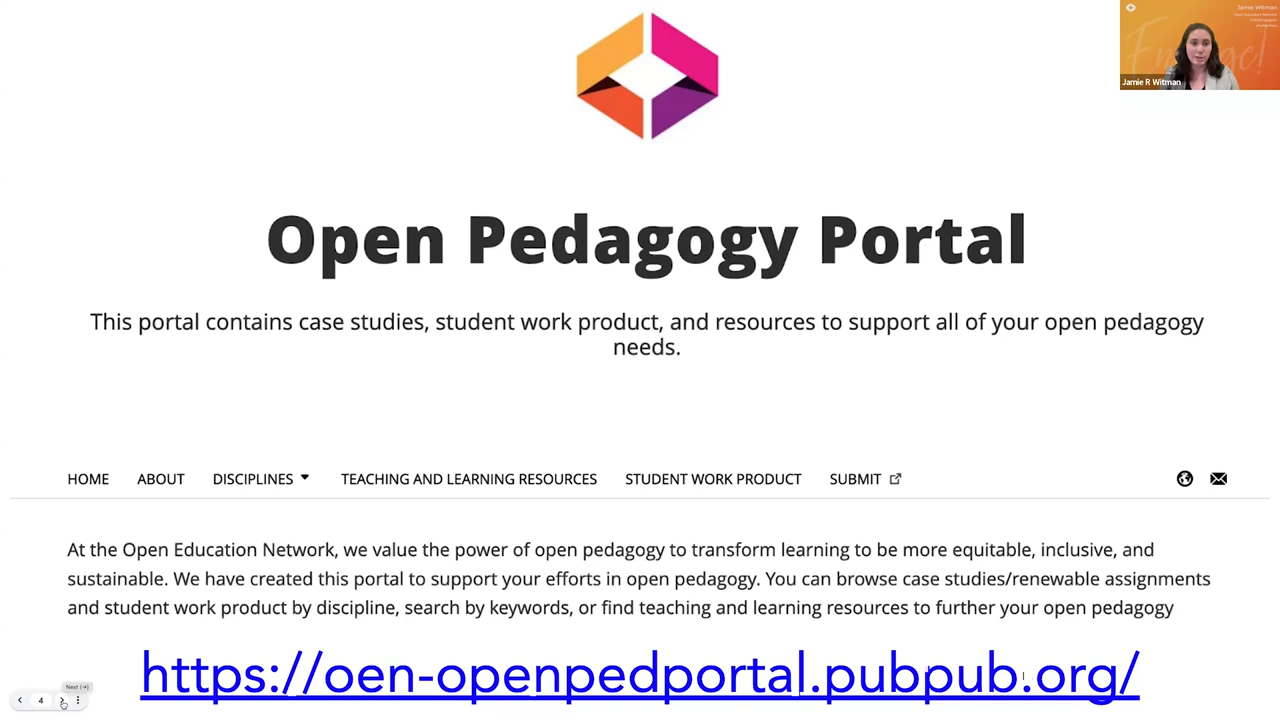 Jamie Witman
Engage!
Jamie R Witman
Open Pedagogy Portal
This portal contains case studies, student work product, and resources to support all of your open pedagogy
needs.
HOME ABOUT DISCIPLINES TEACHING AND LEARNING RESOURCES STUDENT WORK PRODUCT SUBMIT
At the Open Education Network, we value the power of open pedagogy to transform learning to be more equitable, inclusive, and
sustainable. We have created this portal to support your efforts in open pedagogy. You can browse case studies/renewable assignments
and student work product by discipline, search by keywords, or find teaching and learning resources to further your open pedagogy
https://oen-openpedportal.pubpub.org/
Next (→)
4